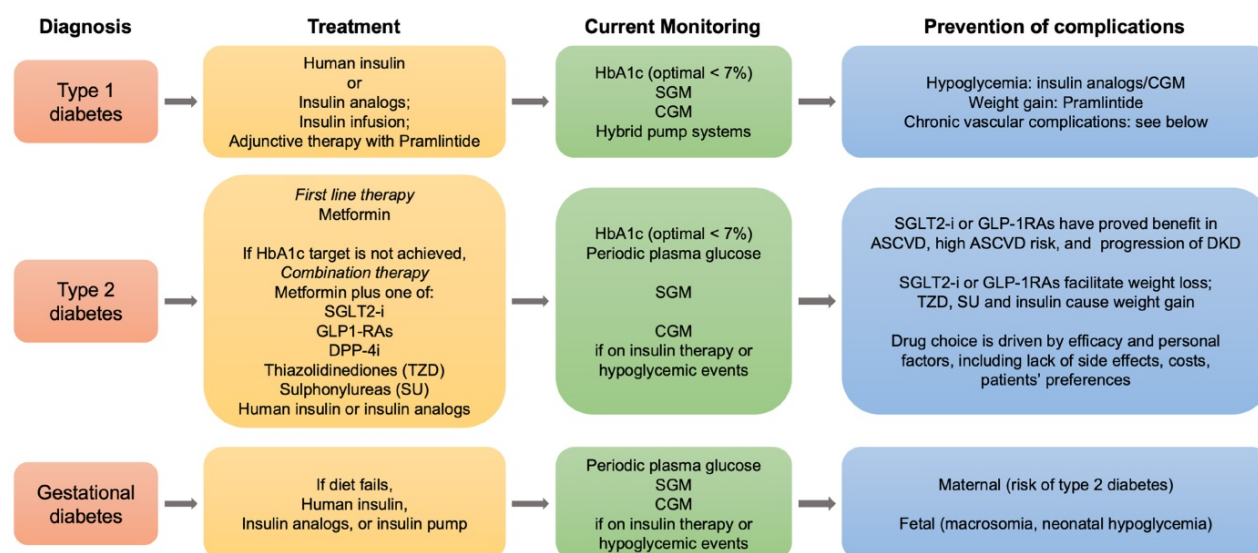 Diagnosis
Treatment
Current Monitoring
Prevention of complications
Type 1
diabetes
Human insulin
or
Insulin analogs;
Insulin infusion;
Adjunctive therapy with Pramlintide
HbA1c (optimal < 7%)
SGM
CGM
Hybrid pump systems
Hypoglycemia: insulin analogs/CGM
Weight gain: Pramlintide
Chronic vascular complications: see below
Type 2
diabetes
First line therapy
Metformin
If HbA1c target is not achieved,
Combination therapy
Metformin plus one of:
SGLT2-i
GLP1-RAs
DPP-4i
Thiazolidinediones (TZD)
Sulphonylureas (SU)
Human insulin or insulin analogs
HbA1c (optimal < 7%)
Periodic plasma glucose
SGM
CGM
if on insulin therapy or
hypoglycemic events
SGLT2-i or GLP-1RAs have proved benefit in
ASCVD, high ASCVD risk, and progression of DKD
SGLT2-i or GLP-1RAs facilitate weight loss;
TZD, SU and insulin cause weight gain
Drug choice is driven by efficacy and personal
factors, including lack of side effects, costs,
patients' preferences
Gestational
diabetes
If diet fails,
Human insulin,
Insulin analogs, or insulin pump
Periodic plasma glucose
SGM
CGM
if on insulin therapy or
hypoglycemic events
Maternal (risk of type 2 diabetes)
Fetal (macrosomia, neonatal hypoglycemia)